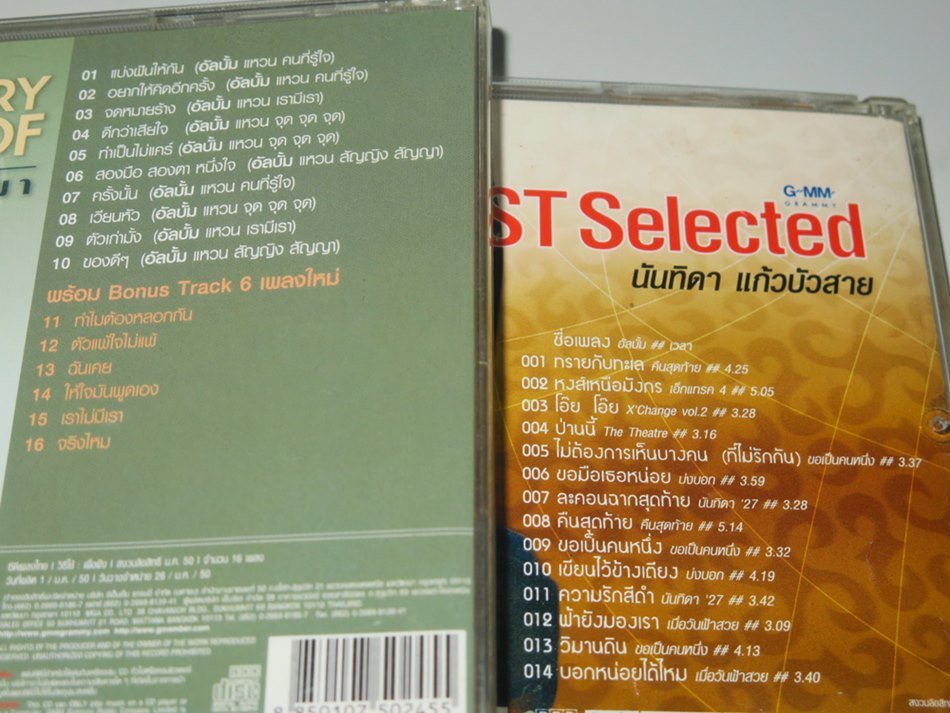 RY
OF
มา
01 แบ่งฝันให้กัน (อัลบั้ม แหวน คนที่รู้ใจ)
02 อยากให้คิดอีกครั้ง (อัลบั้ม แหวน คนที่รู้ใจ)
03 จดหมายร้าง (อัลบั้ม แหวน เรามีเรา)
04 ดีกว่าเสียใจ (อัลบั้ม แหวน จุด จุด จุด)
05 ทำเป็นไม่แคร์ (อัลบั้ม แหวน จุด จุด จุด)
06 สองมือ สองตา หนึ่งใจ (อัลบั้ม แหวน สัญญิง สัญญา)
07 ครั้งนั้น (อัลบั้ม แหวน คนที่รู้ใจ)
08 เวียนหัว (อัลบั้ม แหวน จุด จุด จุด)
09 ตัวเก่ามั้ง (อัลบั้ม แหวน เรามีเรา)
10 ของดีๆ (อัลบั้ม แหวน สัญญิง สัญญา)
พร้อม Bonus Track 6 เพลงใหม่
11 ทำไมต้องหลอกกัน
12 ตัวแพ้ใจไม่แพ้
13 ฉันเคย
14 ให้ใจมันพูดเอง
15 เราไม่มีเรา
16 จริงไหม
8 850107 502455
G-MM-
GRAMMY
ST Selected
นันทิดา แก้วบัวสาย
ชื่อเพลง อัลบั้ม ## เวลา
001 ทรายกับทะเล คืนสุดท้าย ## 4.25
002 หงส์เหนือมังกร เอ็กแทรค 4 ## 5.05
003 โอ๊ย โอ๊ย X'Change vol.2 ## 3.28
004 ป่านนี้ The Theatre ## 3.16
005 ไม่ต้องการเห็นบางคน (ที่ไม่รักกัน) ขอเป็นคนหนึ่ง ## 3.37
006 ขอมือเธอหน่อย บ่งบอก ## 3.59
007 ละคอนฉากสุดท้าย นันทิดา '27 ## 3.28
008 คืนสุดท้าย คืนสุดท้าย ## 5.14
009 ขอเป็นคนหนึ่ง ขอเป็นคนหนึ่ง ## 3.32
010 เขียนไว้ข้างเตียง บ่งบอก ## 4.19
011 ความรักสีดำ นันทิดา '27 ## 3.42
012 ฟ้ายังมองเรา เมื่อวันฟ้าสวย ## 3.09
013 วิมานดิน ขอเป็นคนหนึ่ง ## 4.13
014 บอกหน่อยได้ไหม เมื่อวันฟ้าสวย ## 3.40